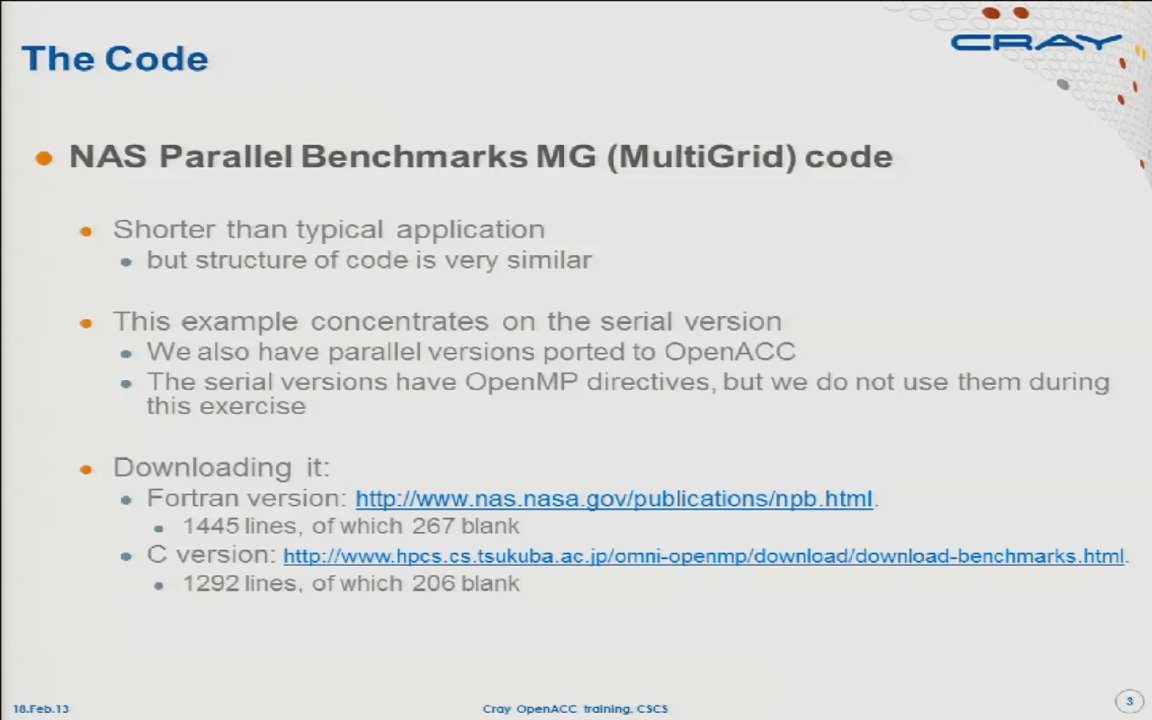 CRAY
The Code
NAS Parallel Benchmarks MG (MultiGrid) code
Shorter than typical application
but structure of code is very similar
This example concentrates on the serial version
We also have parallel versions ported to OpenACC
The serial versions have OpenMP directives, but we do not use them during
this exercise
Downloading it:
Fortran version: http://www.nas.nasa.gov/publications/npb.html.
1445 lines, of which 267 blank
C version: http://www.hpcs.cs.tsukuba.ac.jp/omni-openmp/download/download-benchmarks.html.
1292 lines, of which 206 blank
18.Feb.13
Cray OpenACC training, CSCS
3